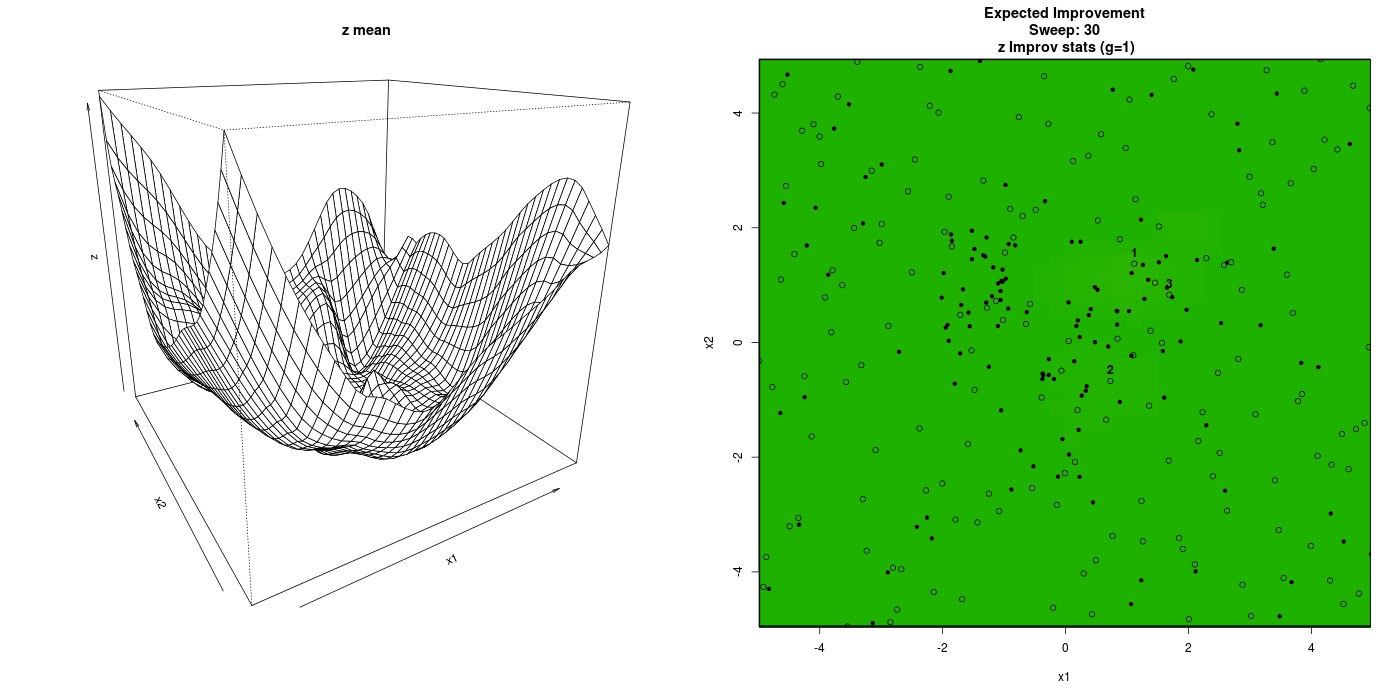 z mean
z
x2
x1
Expected Improvement
Sweep: 30
z Improv stats (g=1)
4
2
0
-2
-4
x2
1
3
2
-4
-2
0
2
4
x1